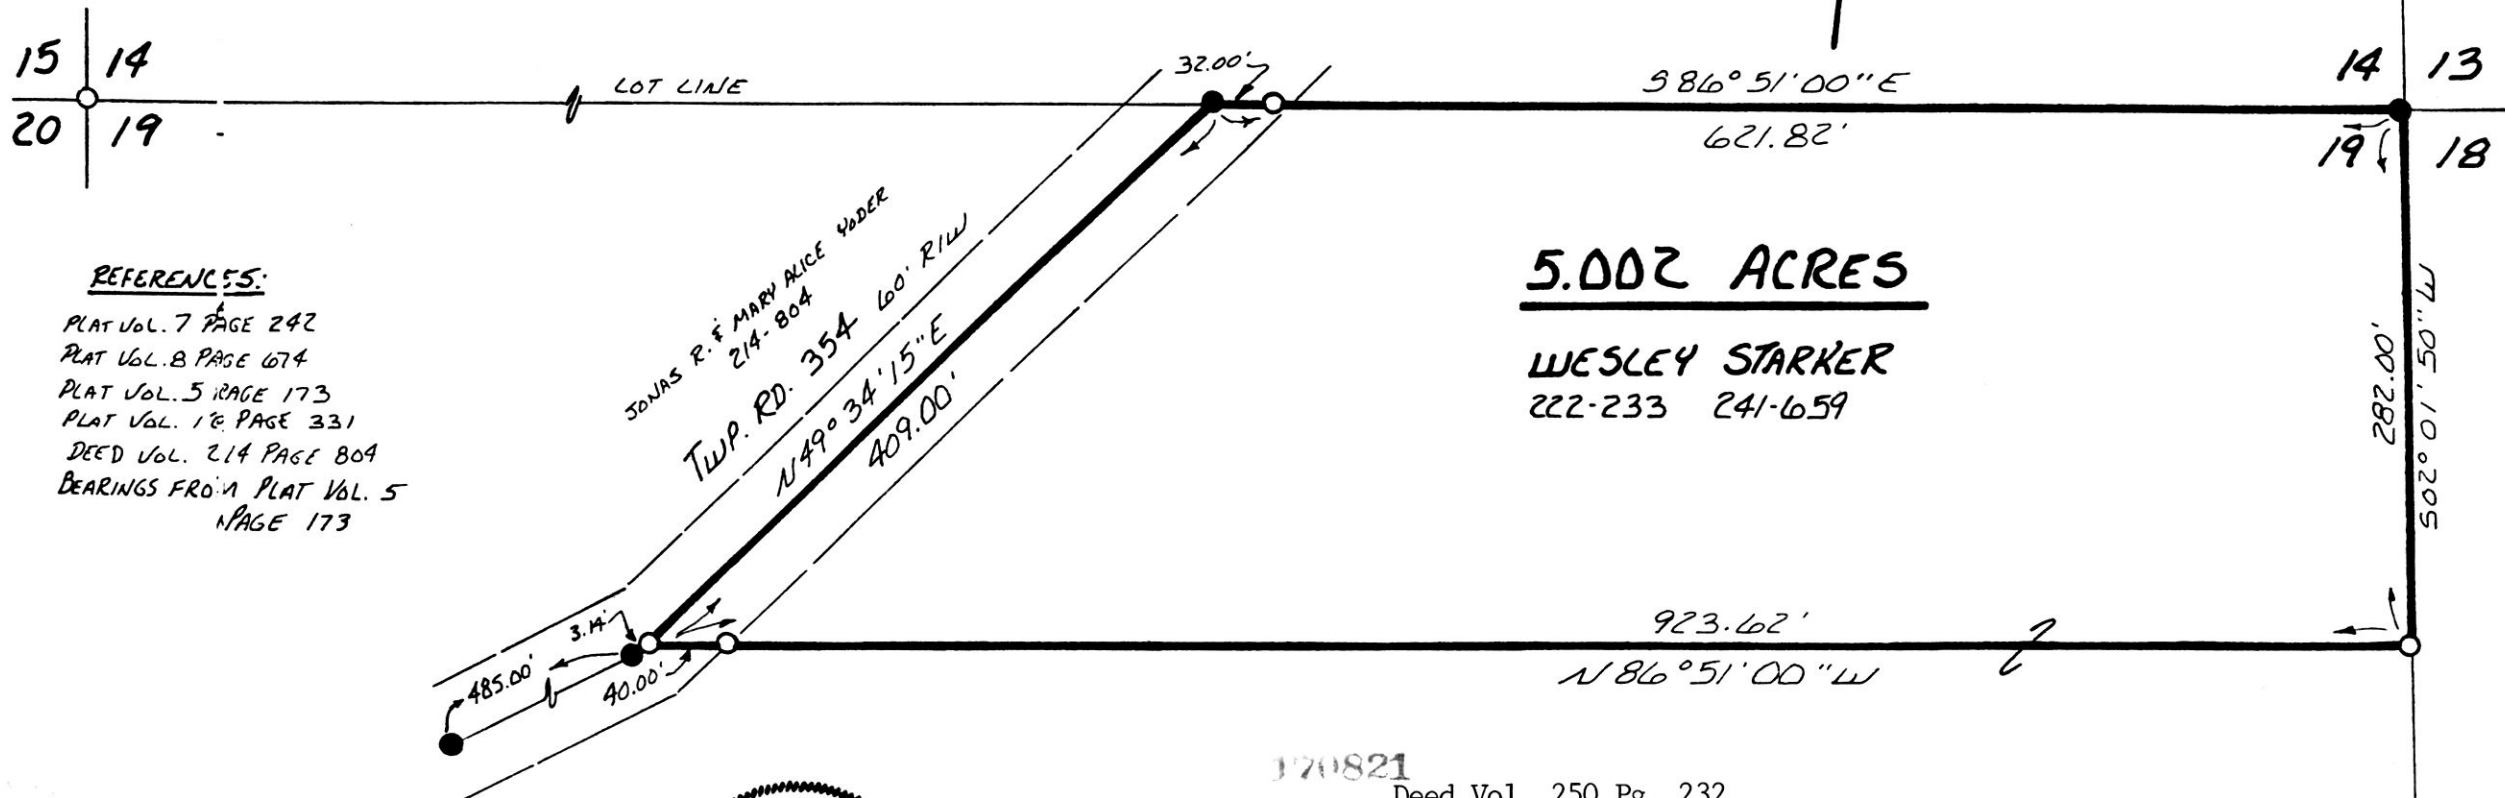 15 14
20 19
LOT LINE
32.00'
S86°51'00"E
621.82'
14 13
19 18
REFERENCES:
PLAT VOL. 7 PAGE 242
PLAT VOL. 8 PAGE 674
PLAT VOL. 5 PAGE 173
PLAT VOL. PAGE 331
DEED VOL. 214 PAGE 804
BEARINGS FROM PLAT VOL. 5
PAGE 173
JONAS R. & MARY ALICE YODER
214-804
TWP. RD. 354 60' R/W
N49°34'15"E
409.00'
5.002 ACRES
WESLEY STARKER
222-233 241-659
282.00'
S02°01'50"W
3.14'
485.00'
40.00'
923.62'
N86°51'00"W
170821
Deed Vol. 250 Pg. 232